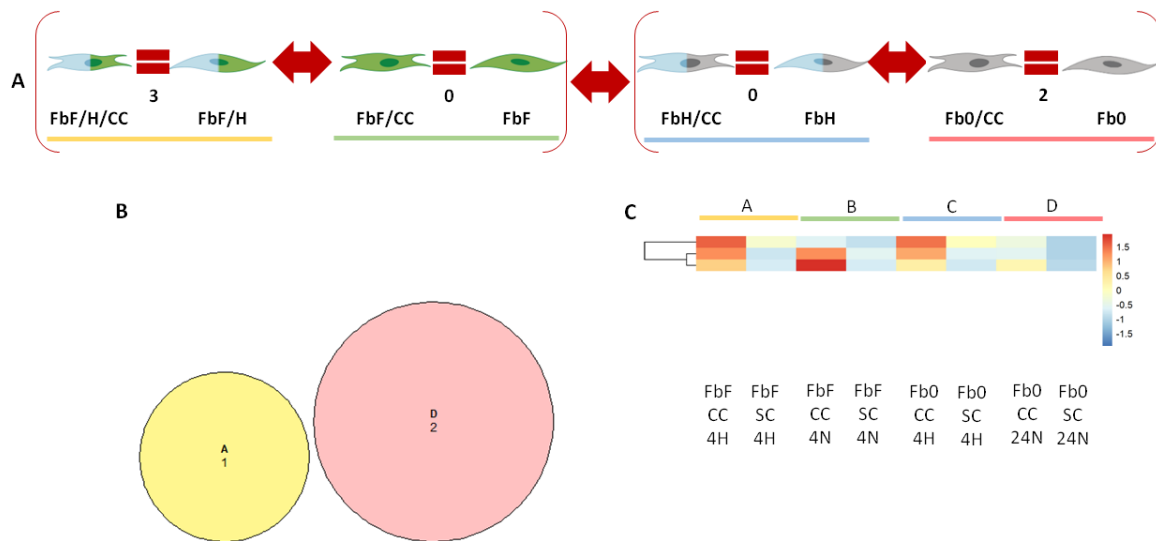 A
3
0
0
2
FbF/H/CC FbF/H FbF/CC FbF FbH/CC FbH Fb0/CC Fb0
B
C
A B C D
1.5
1
0.5
0
-0.5
-1
-1.5
D
2
A
1
FbF FbF FbF FbF Fb0 Fb0 Fb0 Fb0
CC SC CC SC CC SC CC SC
4H 4H 4N 4N 4H 4H 24N 24N